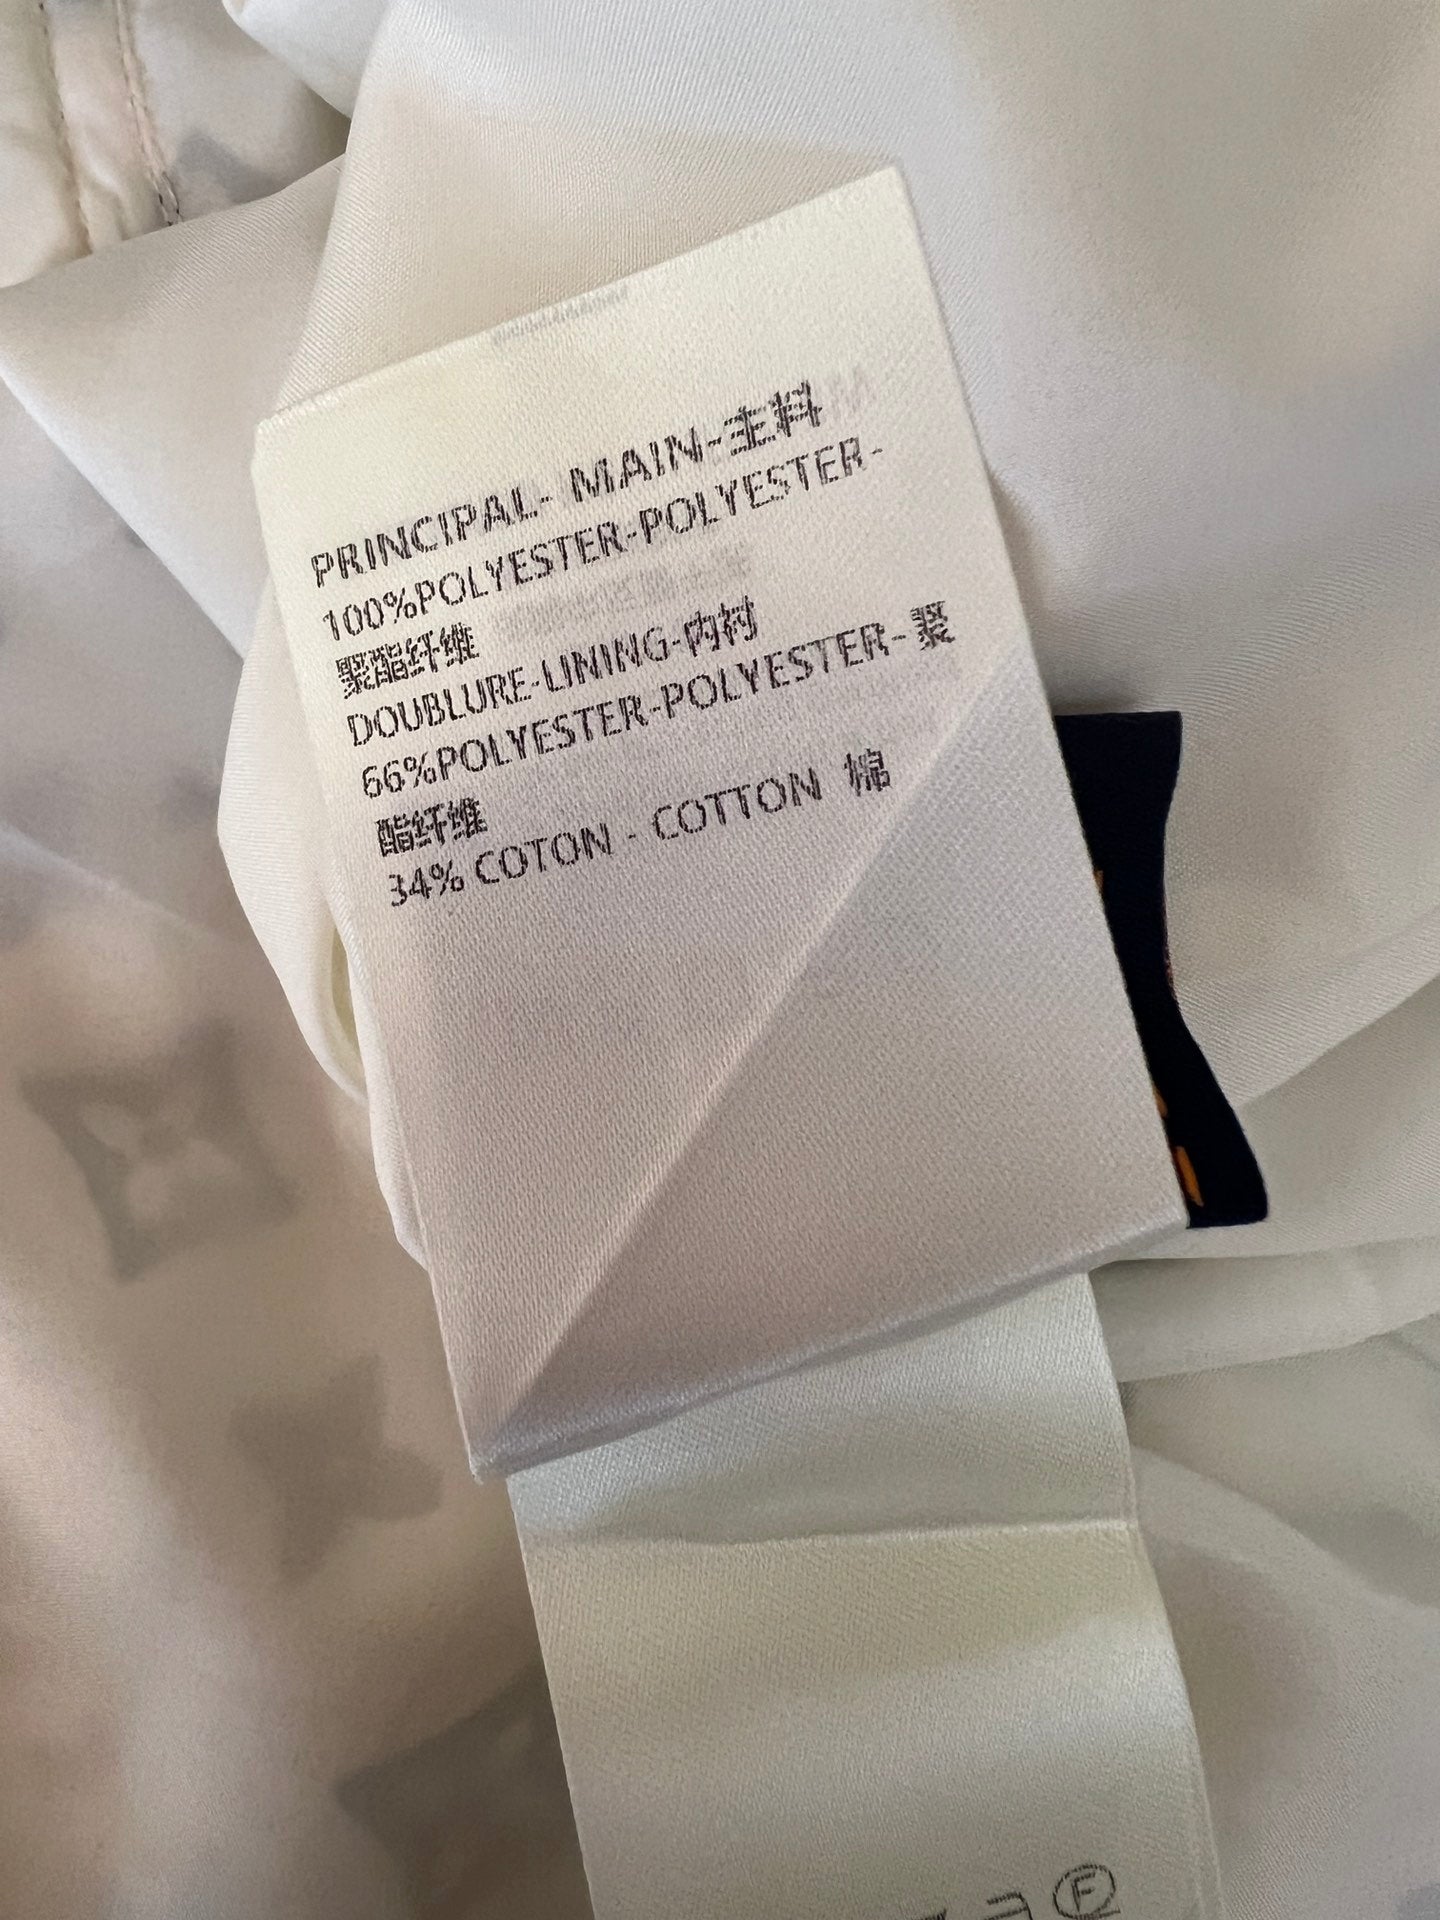 PRINCIPAL- MAIN-主料
100%POLYESTER-POLYESTER-
聚酯纤维
DOUBLURE-LINING-内衬
66%POLYESTER-POLYESTER-聚
酯纤维
34% COTON - COTTON 棉
F